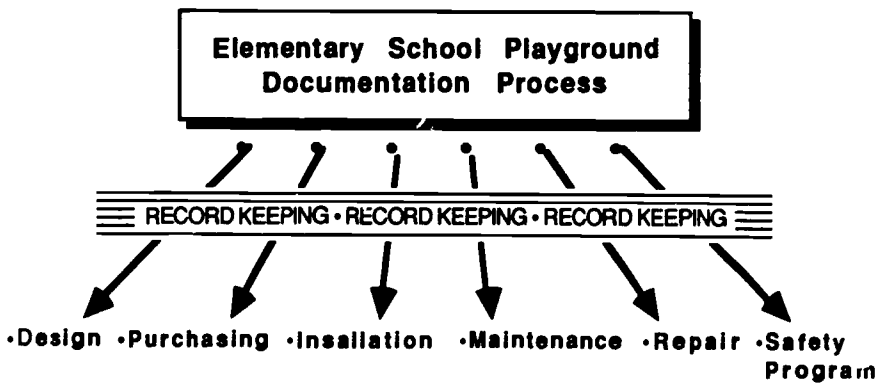 Elementary School Playground
Documentation Process
RECORD KEEPING • RECORD KEEPING • RECORD KEEPING
•Design •Purchasing •Insallation •Maintenance •Repair •Safety
Program